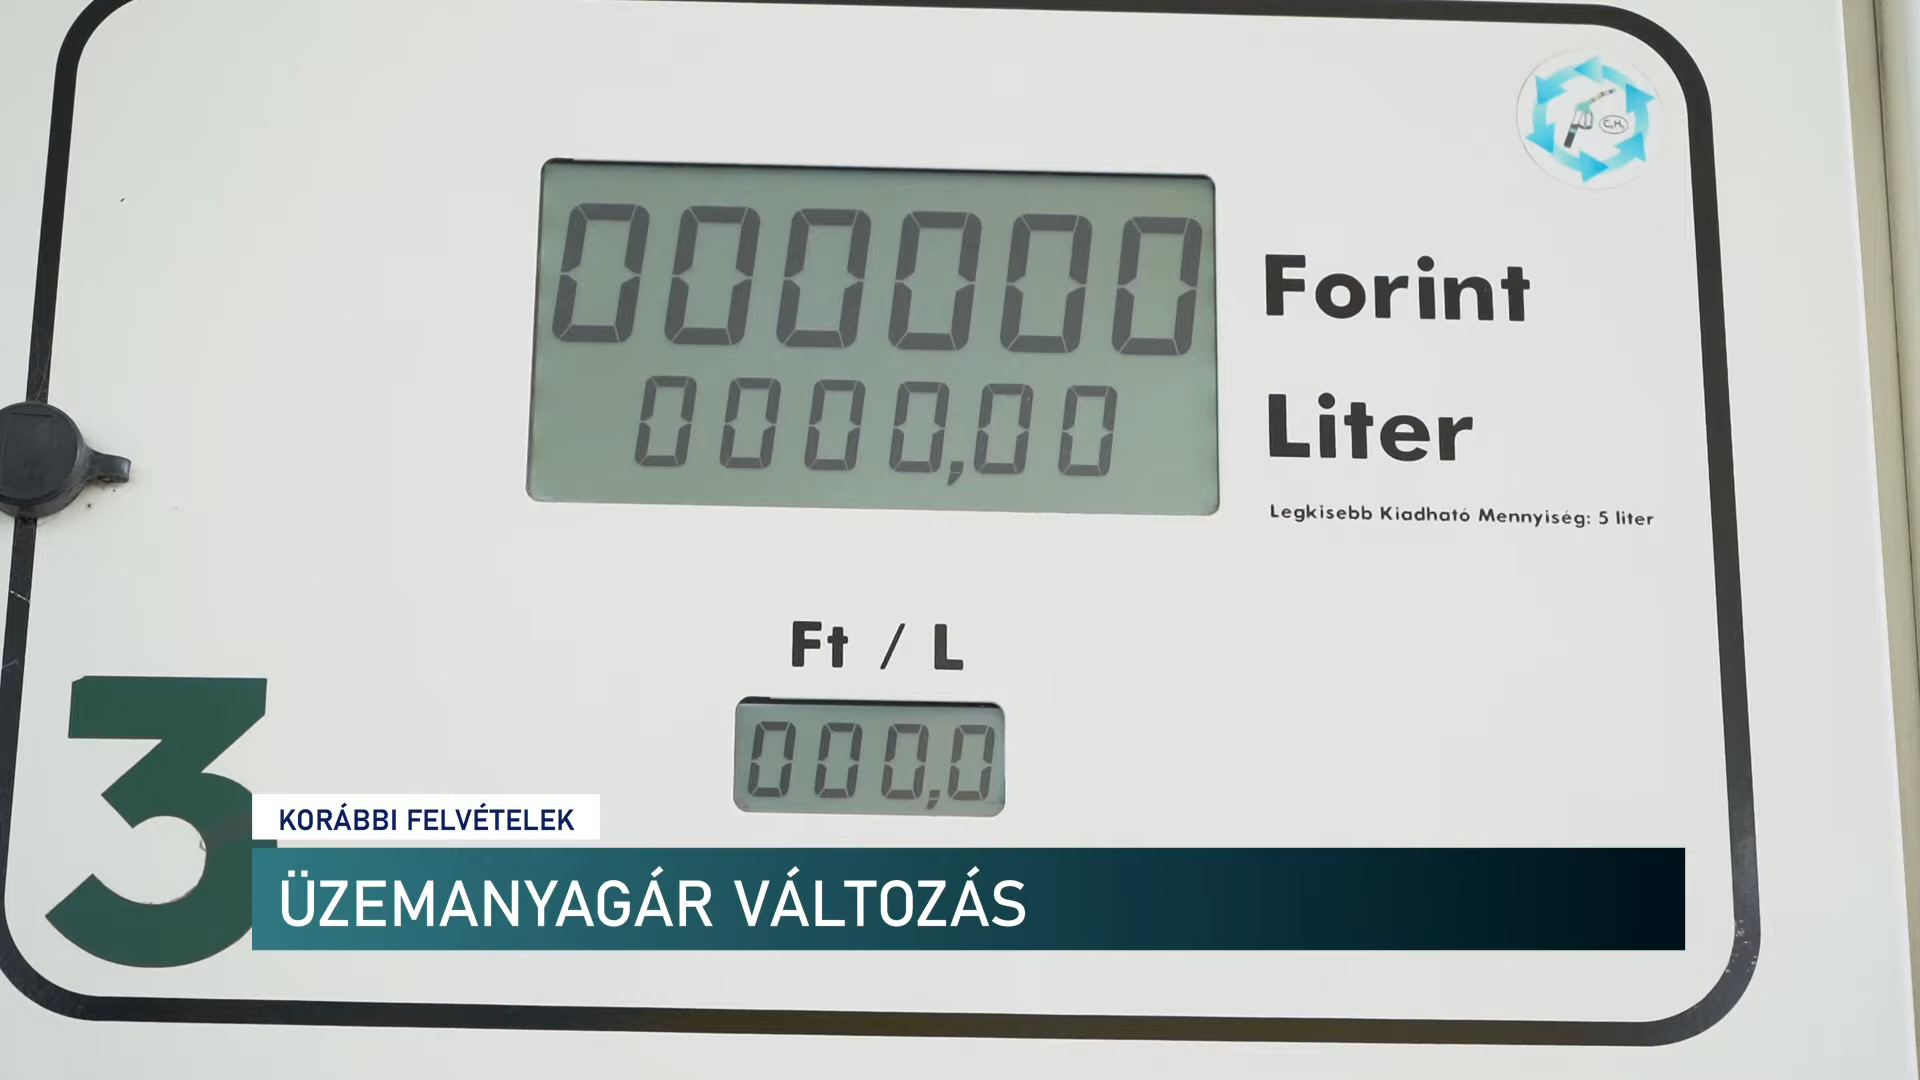 000000 Forint
0000,00 Liter
Legkisebb Kiadható Mennyiség: 5 liter
Ft / L
000,0
3
KORÁBBI FELVÉTELEK
ÜZEMANYAGÁR VÁLTOZÁS